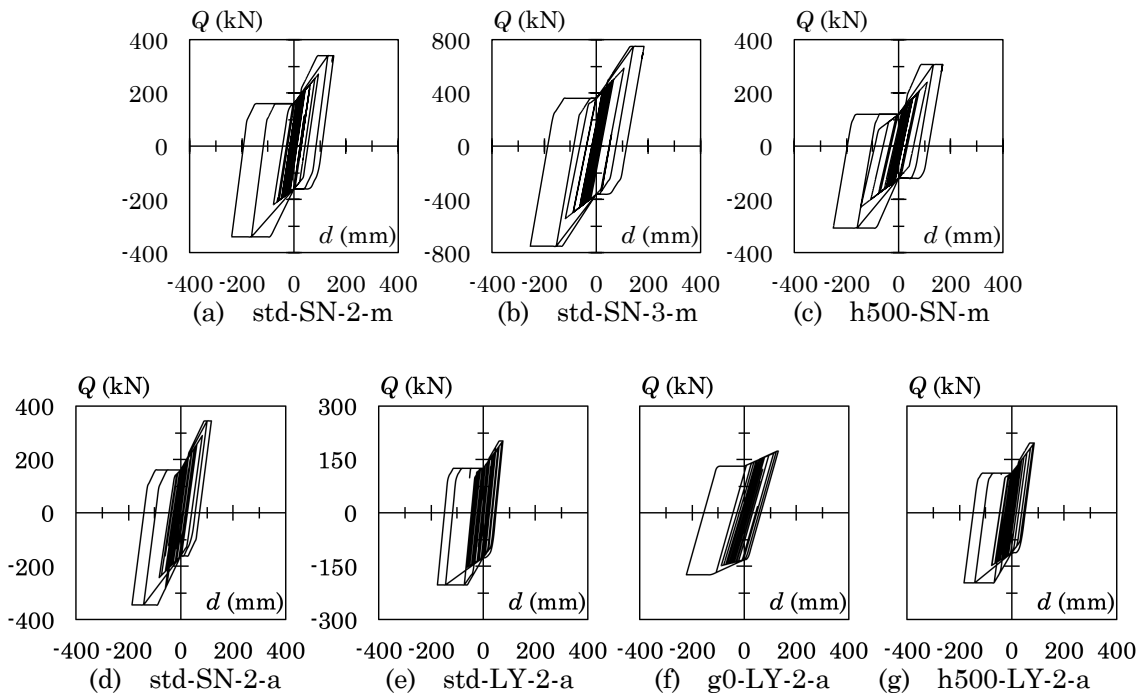 Q (kN) Q (kN) Q (kN)
400 800 400
200 400 200
0 0 0
-200 -400 -200
d (mm) d (mm) d (mm)
-400 -800 -400
-400 -200 0 200 400 -400 -200 0 200 400 -400 -200 0 200 400
(a) std-SN-2-m (b) std-SN-3-m (c) h500-SN-m
Q (kN) Q (kN) Q (kN) Q (kN)
400 300
200 150
0 0
-200 -150
d (mm) d (mm) d (mm) d (mm)
-400 -300
-400 -200 0 200 400 -400 -200 0 200 400 -400 -200 0 200 400 -400 -200 0 200 400
(d) std-SN-2-a (e) std-LY-2-a (f) g0-LY-2-a (g) h500-LY-2-a